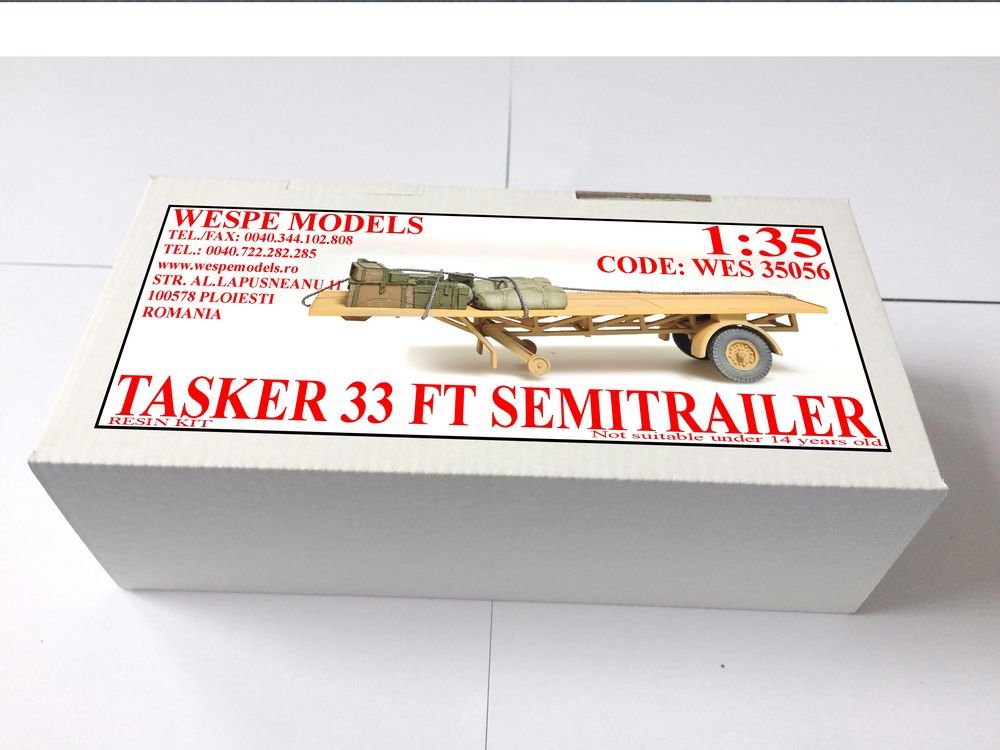 WESPE MODELS
TEL./FAX: 0040.344.102.808
TEL.: 0040.722.282.285
www.wespemodels.ro
STR. AL.LAPUSNEANU 11
100578 PLOIESTI
ROMANIA
1:35
CODE: WES 35056
TASKER 33 FT SEMITRAILER
RESIN KIT
Not suitable under 14 years old